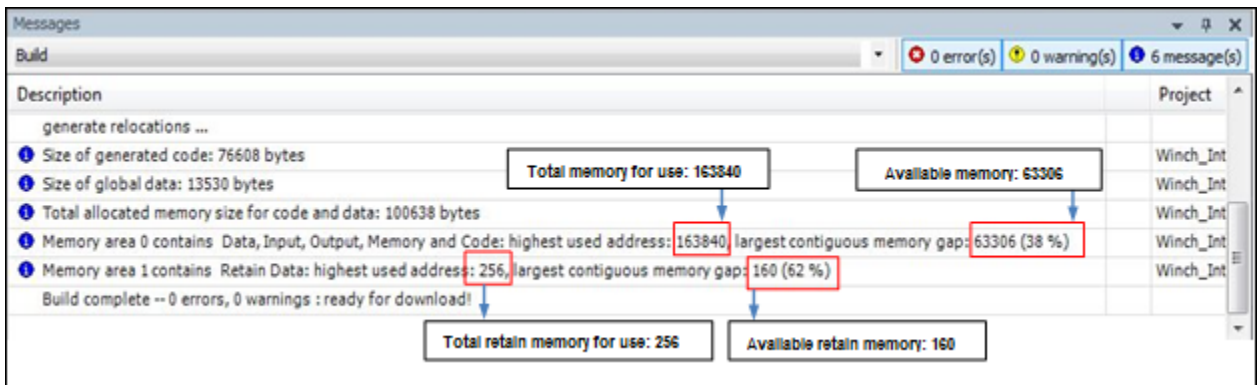 Messages
Build
0 error(s)
0 warning(s)
6 message(s)
Description
Project
generate relocations ...
Size of generated code: 76608 bytes
Winch_Int
Total memory for use: 163840
Available memory: 63306
Size of global data: 13530 bytes
Winch_Int
Total allocated memory size for code and data: 100638 bytes
Winch_Int
Memory area 0 contains Data, Input, Output, Memory and Code: highest used address: 163840, largest contiguous memory gap: 63306 (38 %)
Winch_Int
Memory area 1 contains Retain Data: highest used address: 256, largest contiguous memory gap: 160 (62 %)
Winch_Int
Build complete -- 0 errors, 0 warnings : ready for download!
Total retain memory for use: 256
Available retain memory: 160